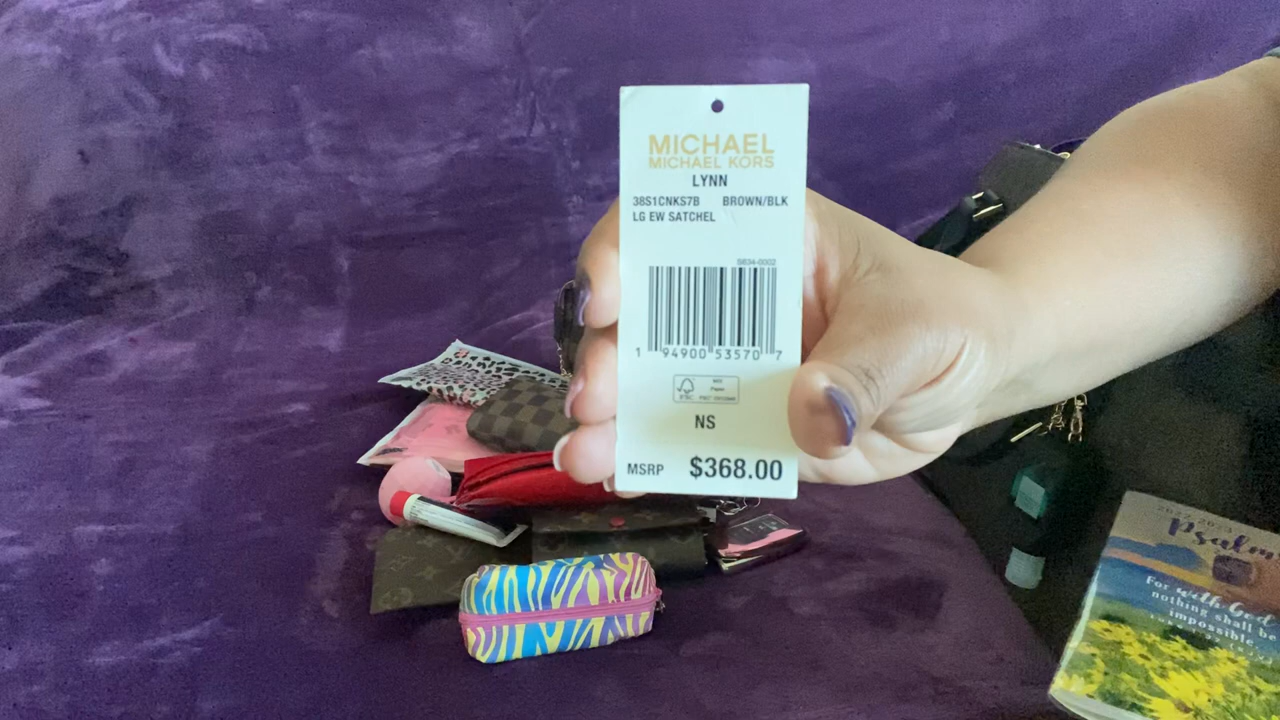 MICHAEL
MICHAEL KORS
LYNN
38S1CNKS7B BROWN/BLK
LG EW SATCHEL
S634-0002
1 94900 53570 7
FSC
NS
MSRP $368.00
Psalm
For with God
nothing shall be
impossible.